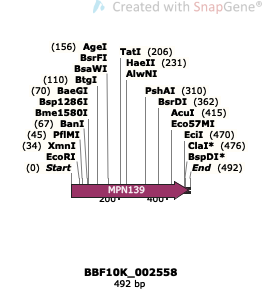 Created with SnapGene®
(156) AgeI
BsrFI
BsaWI
(110) BtgI
(70) BaeGI
Bsp1286I
Bme1580I
(67) BanI
(45) PflMI
(34) XmnI
EcoRI
(0) Start
TatI (206)
HaeII (231)
AlwNI
PshAI (310)
BsrDI (362)
AcuI (415)
Eco57MI
EciI (470)
ClaI* (476)
BspDI*
End (492)
MPN139
200 400
BBF10K_002558
492 bp